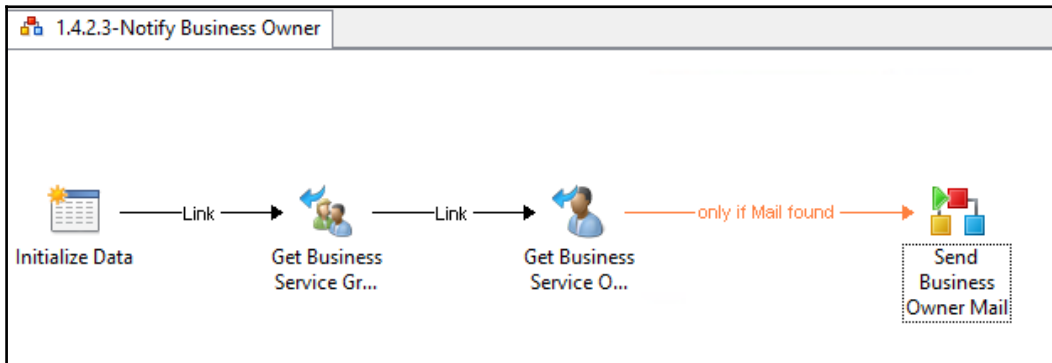 1.4.2.3-Notify Business Owner
Link
Link
only if Mail found
Initialize Data
Get Business
Service Gr...
Get Business
Service O...
Send
Business
Owner Mail